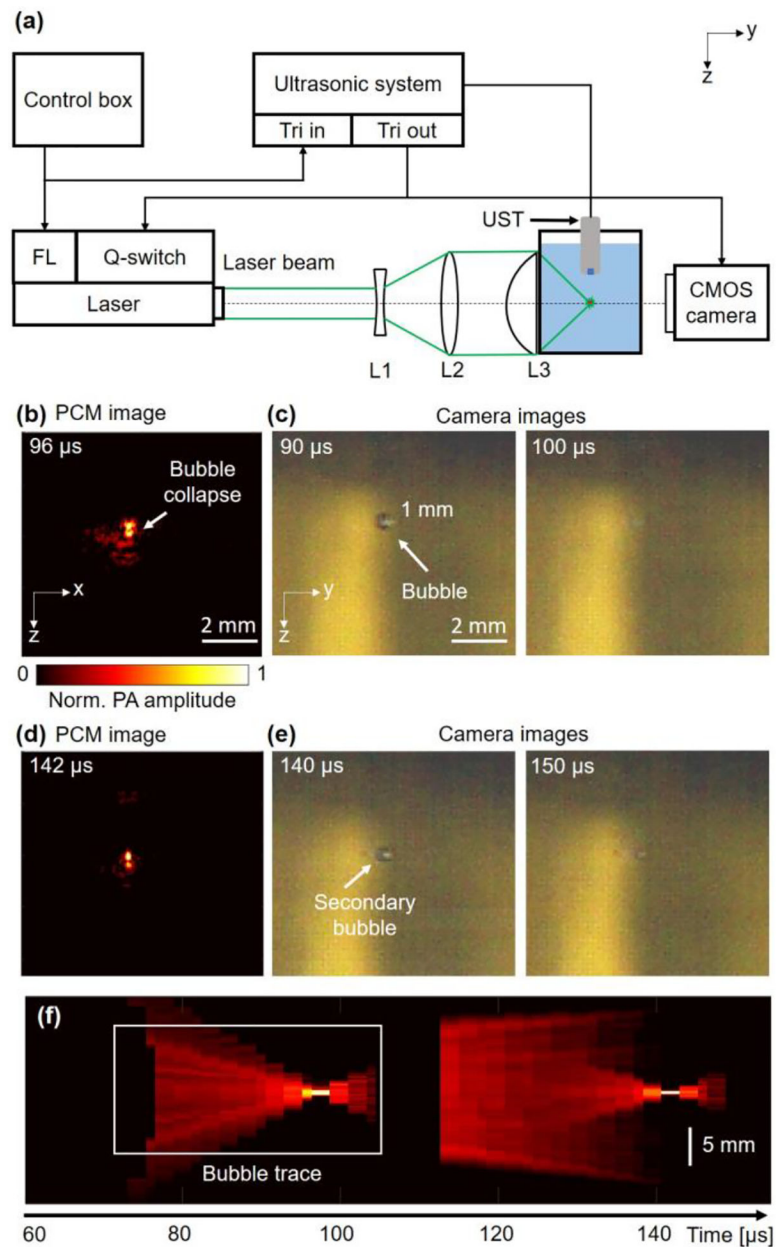 (a)
y
z
Control box
Ultrasonic system
Tri in
Tri out
UST
FL
Q-switch
Laser beam
Laser
CMOS
camera
L1
L2
L3
(b) PCM image
(c) Camera images
96 µs
Bubble
collapse
x
z
2 mm
90 µs
1 mm
Bubble
y
z
2 mm
100 µs
0
1
Norm. PA amplitude
(d) PCM image
(e) Camera images
142 µs
140 µs
Secondary
bubble
150 µs
(f)
Bubble trace
5 mm
60 80 100 120 140 Time [µs]